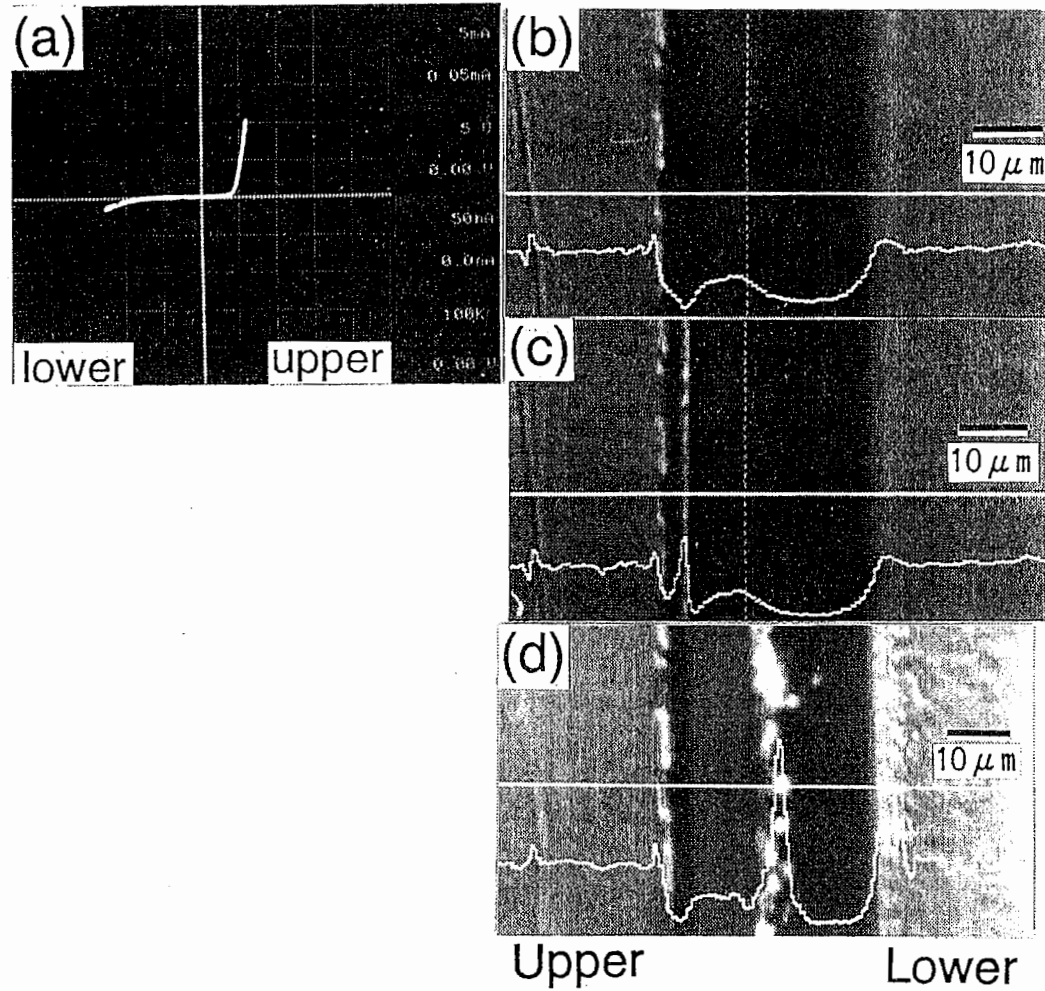 (a)
5mA
0.05mA
5 V
0.00 V
50mA
0.0mA
100K
0.00 V
lower
upper
(b)
10 μm
(c)
10 μm
(d)
10 μm
Upper
Lower